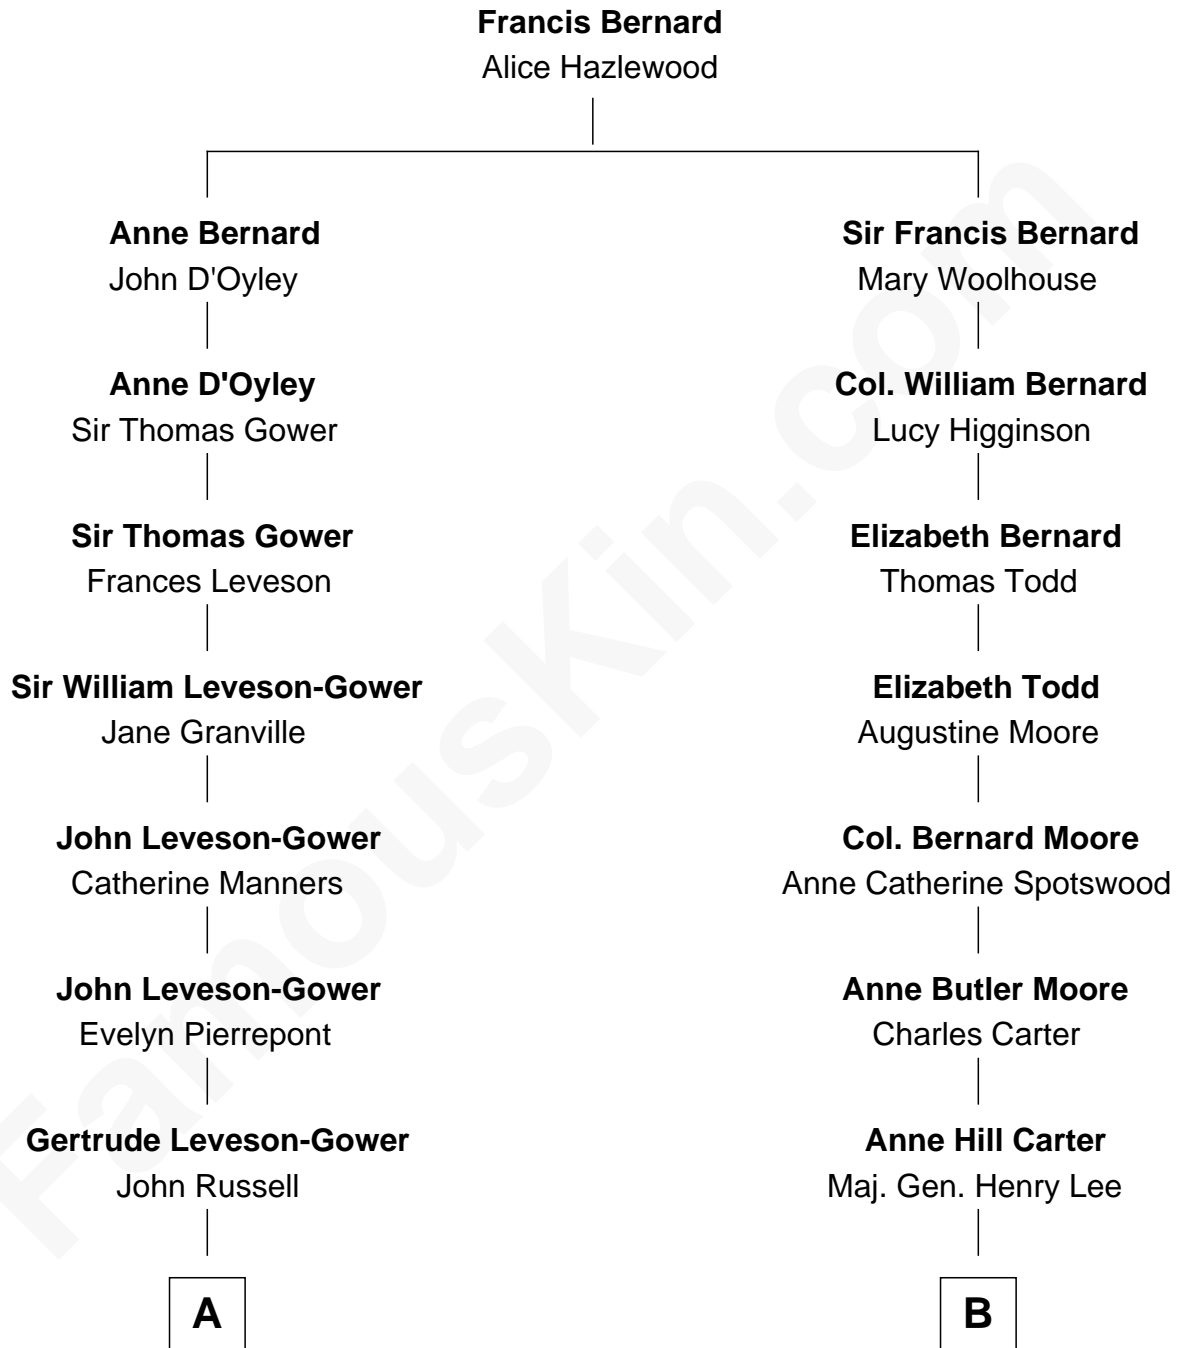 Francis Bernard
Alice Hazlewood
Anne Bernard
John D'Oyley
Sir Francis Bernard
Mary Woolhouse
Anne D'Oyley
Sir Thomas Gower
Col. William Bernard
Lucy Higginson
Sir Thomas Gower
Frances Leveson
Elizabeth Bernard
Thomas Todd
Sir William Leveson-Gower
Jane Granville
Elizabeth Todd
Augustine Moore
John Leveson-Gower
Catherine Manners
Col. Bernard Moore
Anne Catherine Spotswood
John Leveson-Gower
Evelyn Pierrepont
Anne Butler Moore
Charles Carter
Gertrude Leveson-Gower
John Russell
Anne Hill Carter
Maj. Gen. Henry Lee
A
B
FamousKin.com